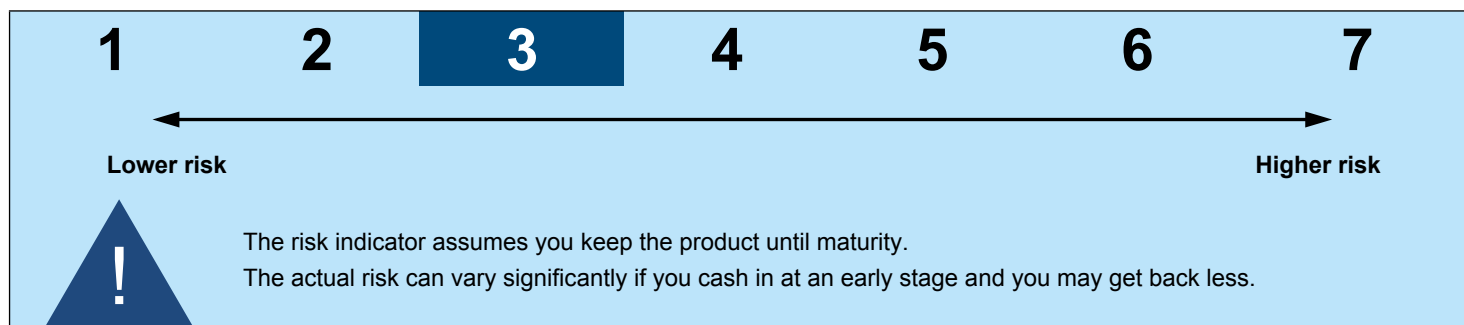 1 2 3 4 5 6 7
Lower risk Higher risk
!
The risk indicator assumes you keep the product until maturity.
The actual risk can vary significantly if you cash in at an early stage and you may get back less.